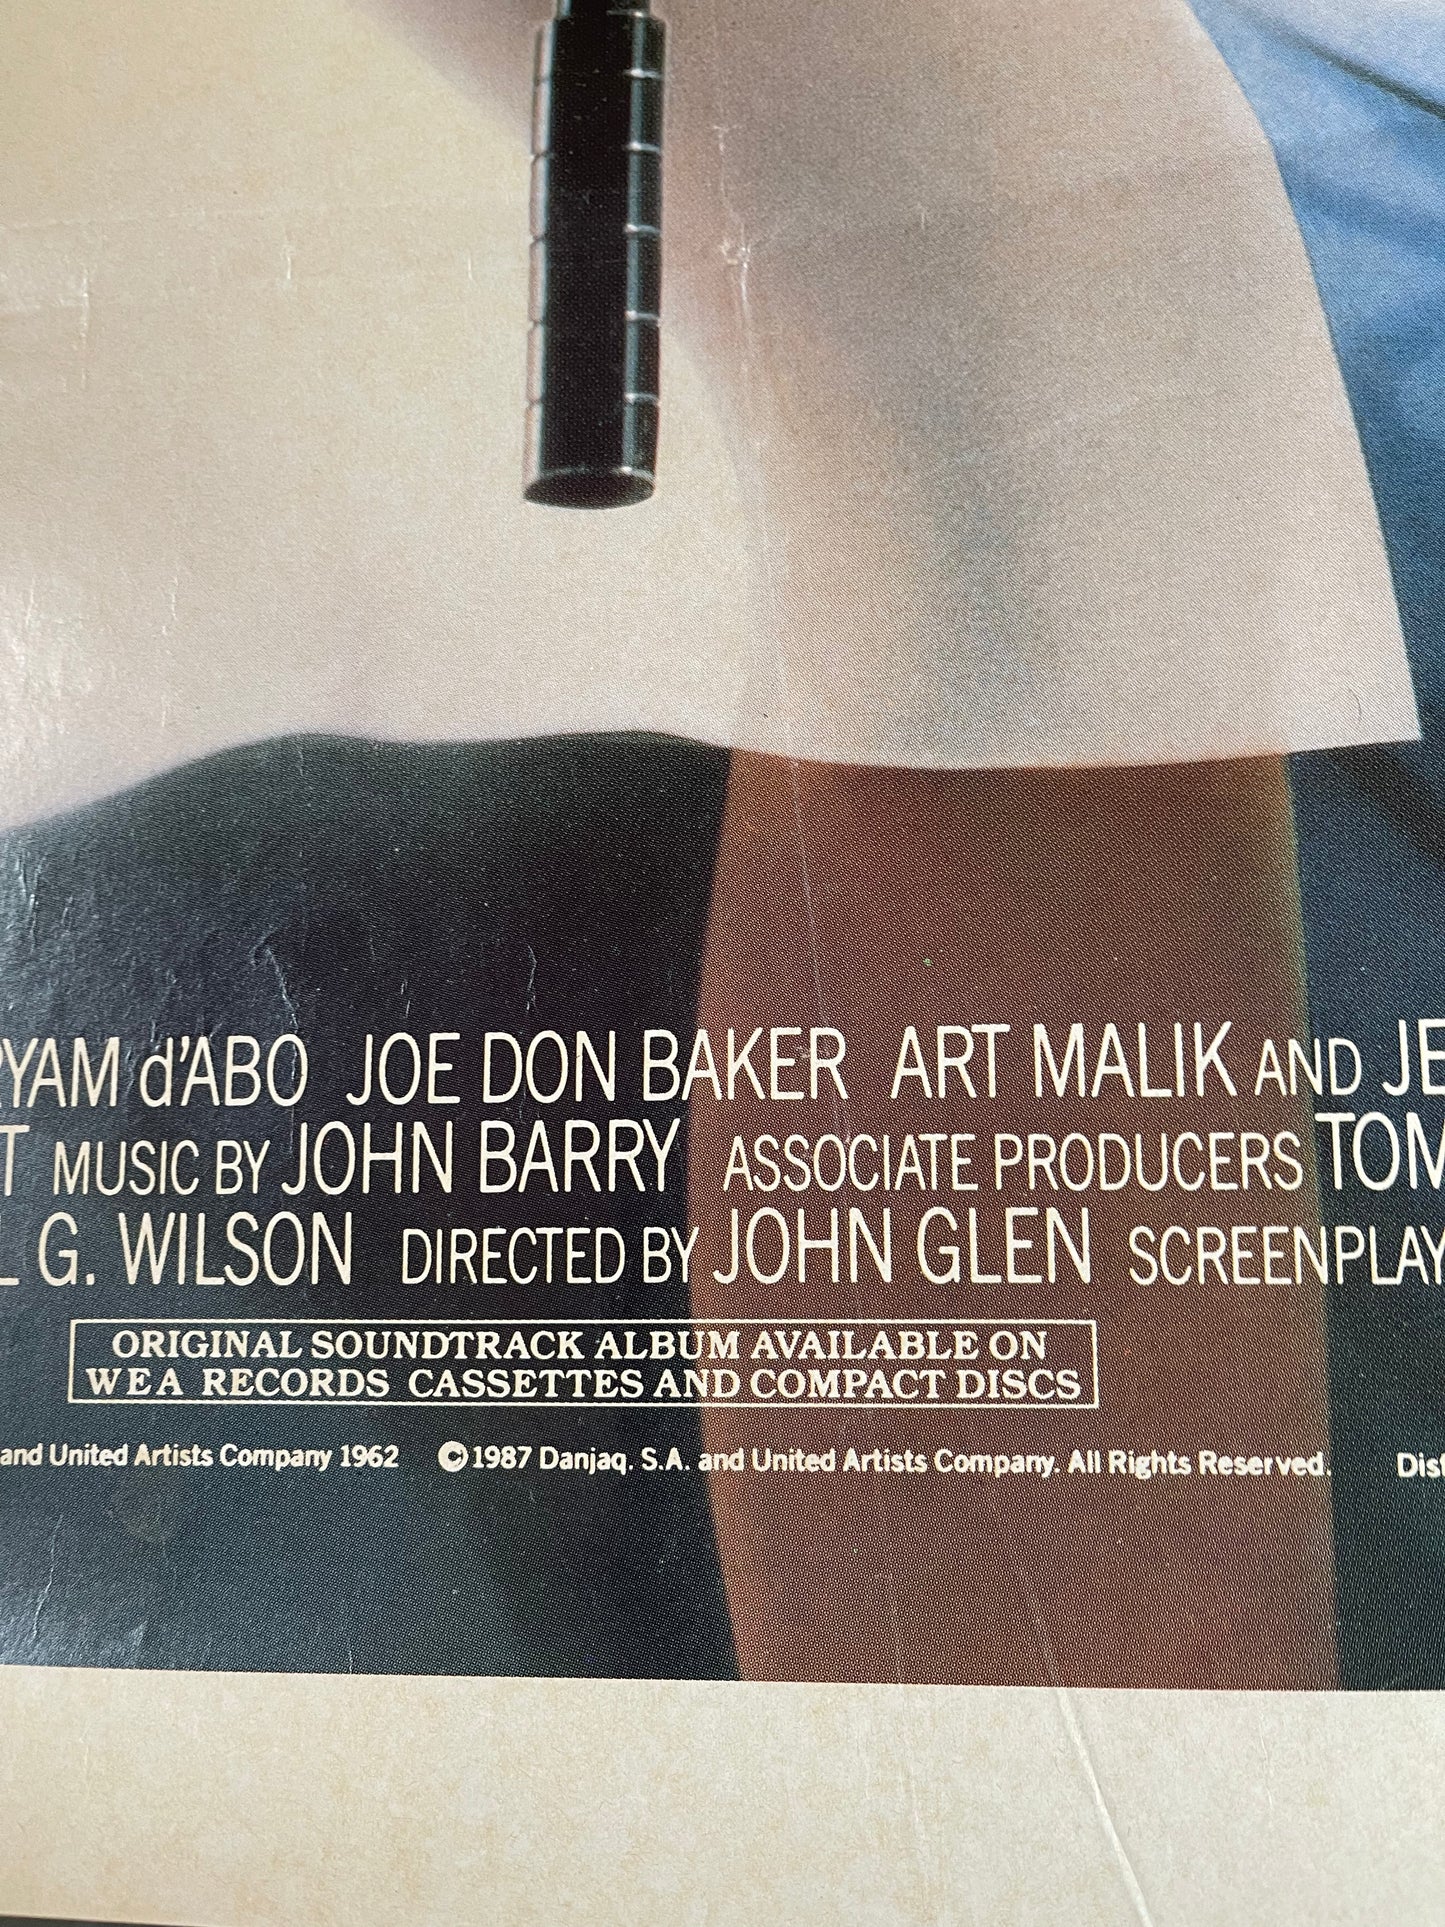 YAM d'ABO JOE DON BAKER ART MALIK AND JE
T MUSIC BY JOHN BARRY ASSOCIATE PRODUCERS TOM
L G. WILSON DIRECTED BY JOHN GLEN SCREENPLAY
ORIGINAL SOUNDTRACK ALBUM AVAILABLE ON
WEA RECORDS CASSETTES AND COMPACT DISCS
and United Artists Company 1962 ©1987 Danjaq. S.A. and United Artists Company. All Rights Reserved. Dist